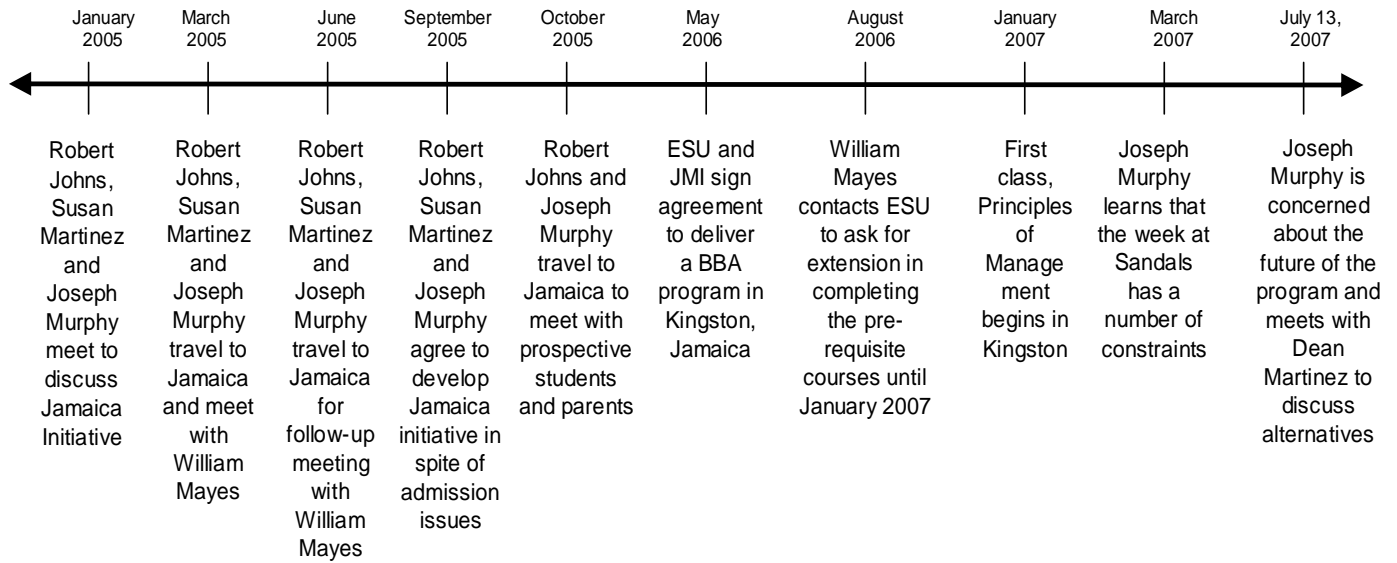 January
2005
March
2005
June
2005
September
2005
October
2005
May
2006
August
2006
January
2007
March
2007
July 13,
2007
Robert
Johns,
Susan
Martinez
and
Joseph
Murphy
meet to
discuss
Jamaica
Initiative
Robert
Johns,
Susan
Martinez
and
Joseph
Murphy
travel to
Jamaica
and meet
with
William
Mayes
Robert
Johns,
Susan
Martinez
and
Joseph
Murphy
travel to
Jamaica
for
follow-up
meeting
with
William
Mayes
Robert
Johns,
Susan
Martinez
and
Joseph
Murphy
agree to
develop
Jamaica
initiative in
spite of
admission
issues
Robert
Johns and
Joseph
Murphy
travel to
Jamaica to
meet with
prospective
students
and parents
ESU and
JMI sign
agreement
to deliver
a BBA
program in
Kingston,
Jamaica
William
Mayes
contacts ESU
to ask for
extension in
completing
the pre-
requisite
courses until
January 2007
First
class,
Principles
of
Manage
ment
begins in
Kingston
Joseph
Murphy
learns that
the week at
Sandals
has a
number of
constraints
Joseph
Murphy is
concerned
about the
future of the
program and
meets with
Dean
Martinez to
discuss
alternatives